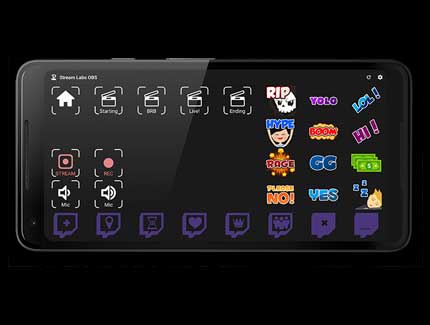 Stream Labs OBS
Starting
BRB
Live!
Ending
RIP
YOLO
LOL!
HYPE
BOOM
HI!
STREAM
REC
RAGE
GG
Mic
Mic
PLEASE
NO!
YES
Z
Z
Z